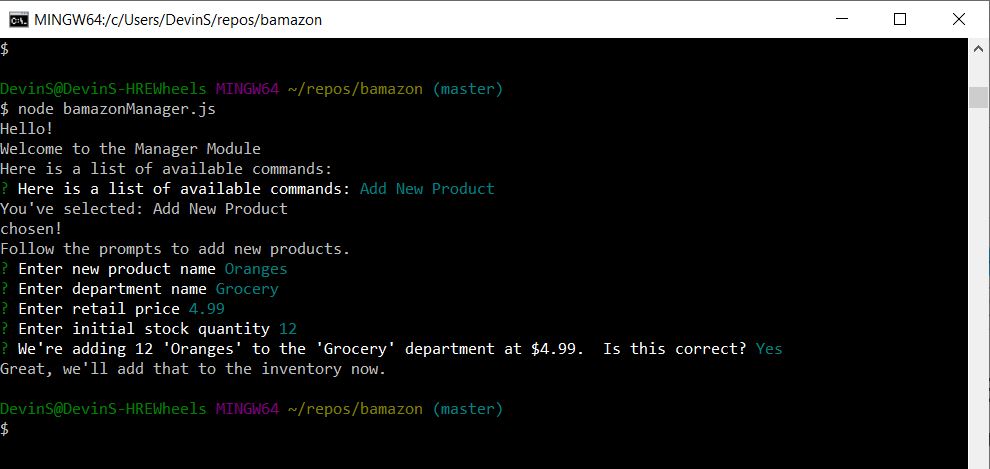 MINGW64:/c/Users/DevinS/repos/bamazon
$
DevinS@DevinS-HREWheels MINGW64 ~/repos/bamazon (master)
$ node bamazonManager.js
Hello!
Welcome to the Manager Module
Here is a list of available commands:
? Here is a list of available commands: Add New Product
You've selected: Add New Product
chosen!
Follow the prompts to add new products.
? Enter new product name Oranges
? Enter department name Grocery
? Enter retail price 4.99
? Enter initial stock quantity 12
? We're adding 12 'Oranges' to the 'Grocery' department at $4.99.  Is this correct? Yes
Great, we'll add that to the inventory now.
DevinS@DevinS-HREWheels MINGW64 ~/repos/bamazon (master)
$